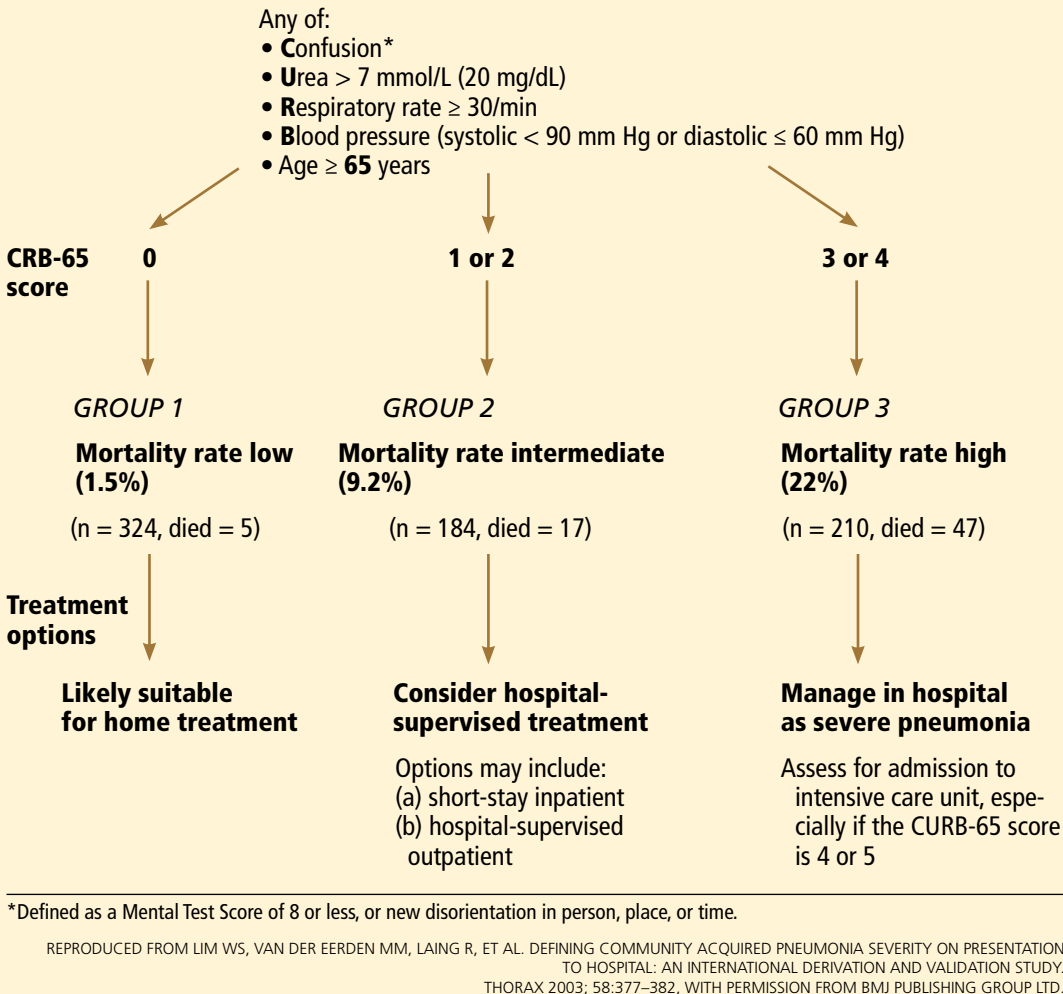 Any of:
• Confusion*
• Urea > 7 mmol/L (20 mg/dL)
• Respiratory rate ≥ 30/min
• Blood pressure (systolic < 90 mm Hg or diastolic ≤ 60 mm Hg)
• Age ≥ 65 years
CRB-65 0 1 or 2 3 or 4
score
GROUP 1 GROUP 2 GROUP 3
Mortality rate low Mortality rate intermediate Mortality rate high
(1.5%) (9.2%) (22%)
(n = 324, died = 5) (n = 184, died = 17) (n = 210, died = 47)
Treatment
options
Likely suitable Consider hospital- Manage in hospital
for home treatment supervised treatment as severe pneumonia
Options may include: Assess for admission to
(a) short-stay inpatient intensive care unit, espe-
(b) hospital-supervised cially if the CURB-65 score
outpatient is 4 or 5
*Defined as a Mental Test Score of 8 or less, or new disorientation in person, place, or time.
REPRODUCED FROM LIM WS, VAN DER EERDEN MM, LAING R, ET AL. DEFINING COMMUNITY ACQUIRED PNEUMONIA SEVERITY ON PRESENTATION
TO HOSPITAL: AN INTERNATIONAL DERIVATION AND VALIDATION STUDY.
THORAX 2003; 58:377–382, WITH PERMISSION FROM BMJ PUBLISHING GROUP LTD.